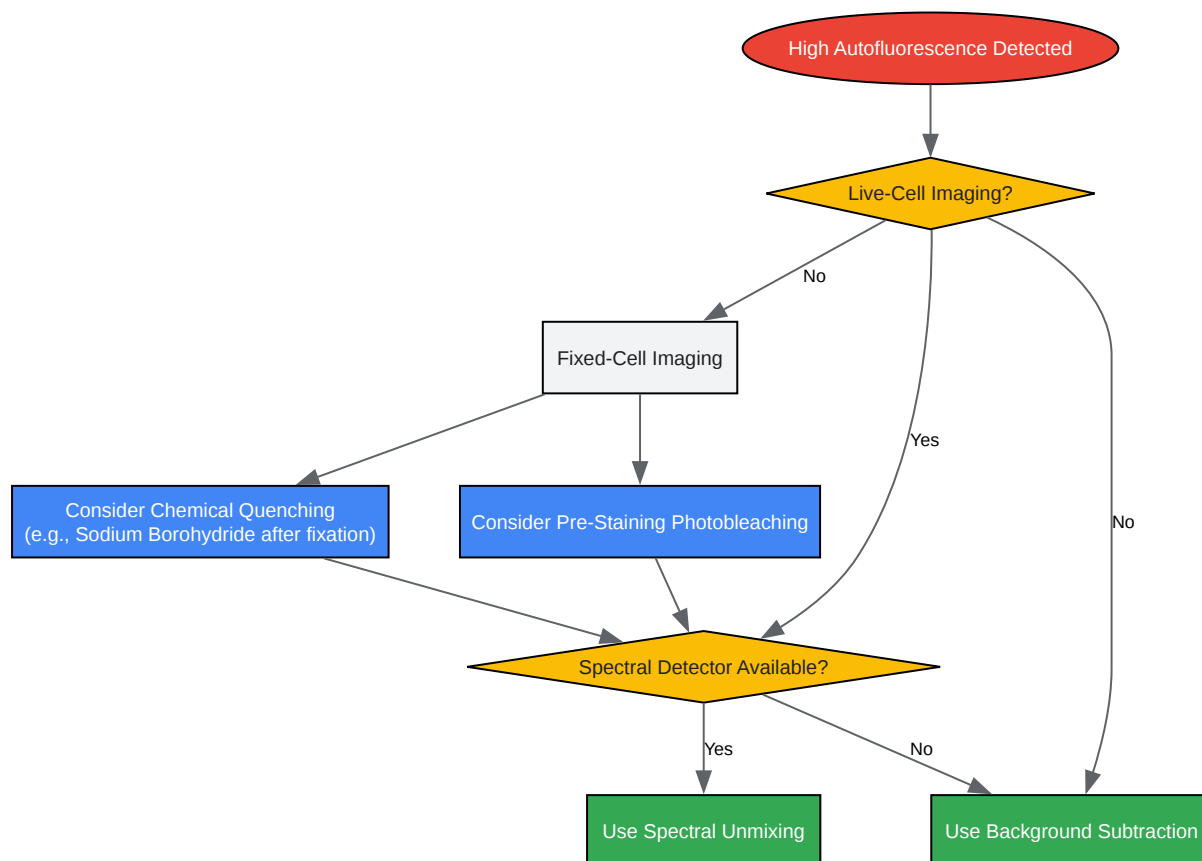 High Autofluorescence Detected
Live-Cell Imaging?
No
Fixed-Cell Imaging
Yes
Consider Chemical Quenching
(e.g., Sodium Borohydride after fixation)
Consider Pre-Staining Photobleaching
No
Spectral Detector Available?
Yes
No
Use Spectral Unmixing
Use Background Subtraction